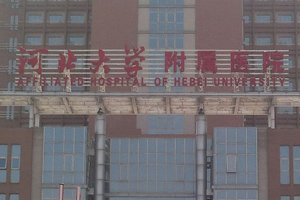 河北大学 附属医院
AFFILIATED HOSPITAL OF HEBEI UNIVERSITY